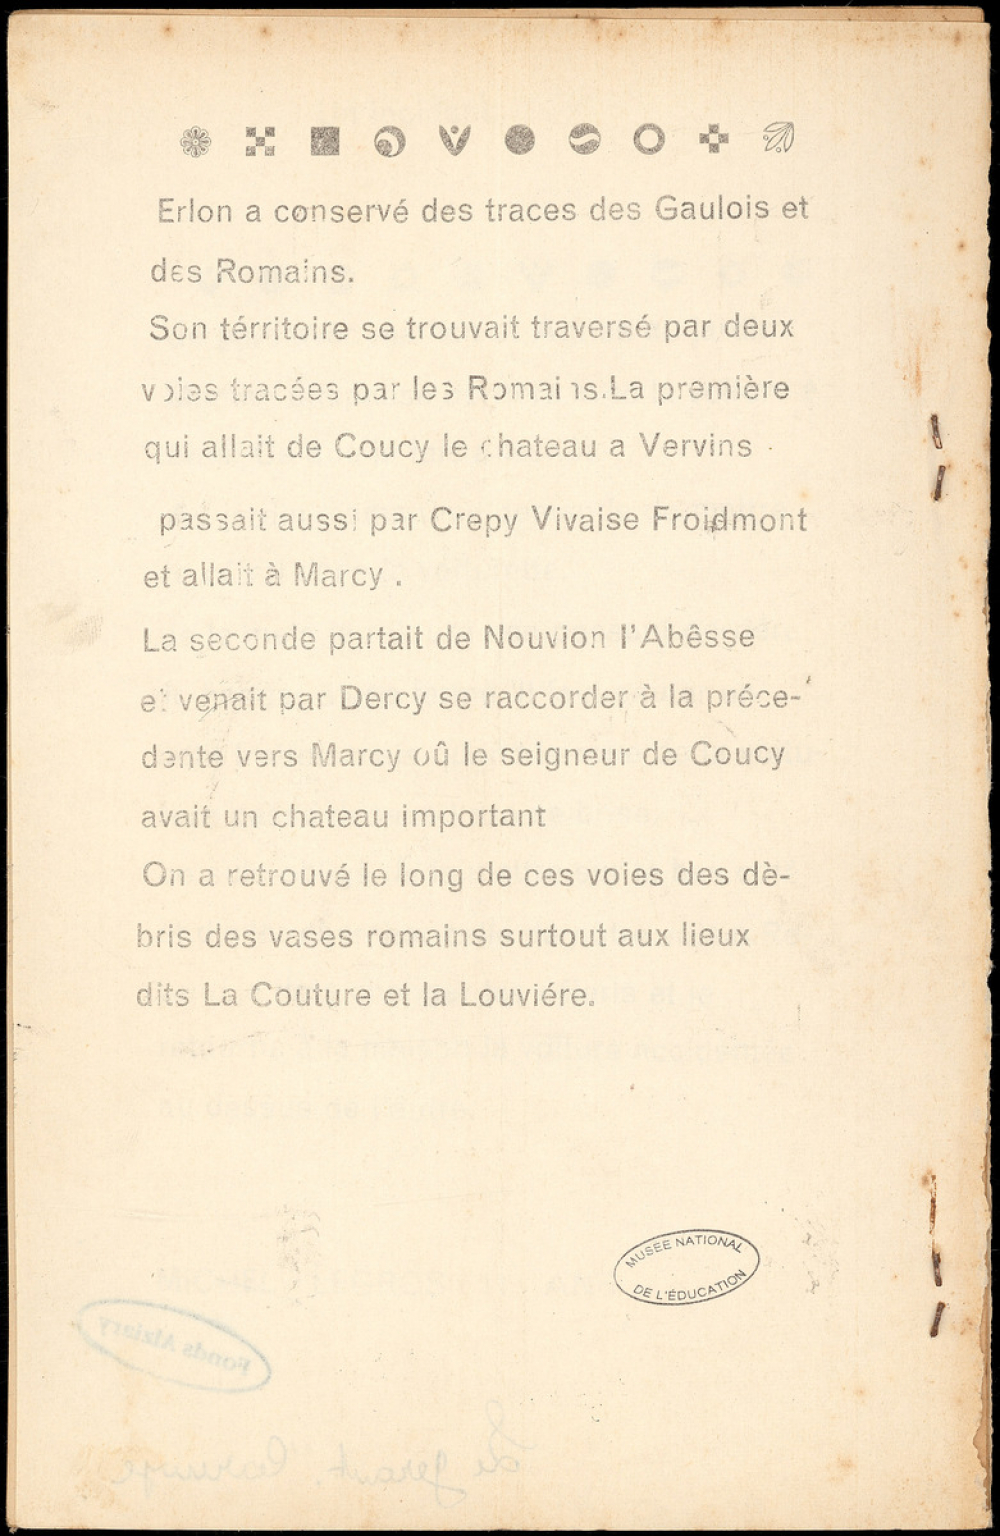 Erlon a conservé des traces des Gaulois et
des Romains.
Son térritoire se trouvait traversé par deux
voies tracées par les Romains.La première
qui allait de Coucy le chateau a Vervins
passait aussi par Crepy Vivaise Froidmont
et allait à Marcy .
La seconde partait de Nouvion l'Abêsse
et venait par Dercy se raccorder à la préce-
dente vers Marcy oû le seigneur de Coucy
avait un chateau important
On a retrouvé le long de ces voies des dè-
bris des vases romains surtout aux lieux
dits La Couture et la Louviére.
MUSÉE NATIONAL
DE L'ÉDUCATION
Fonds Alziary